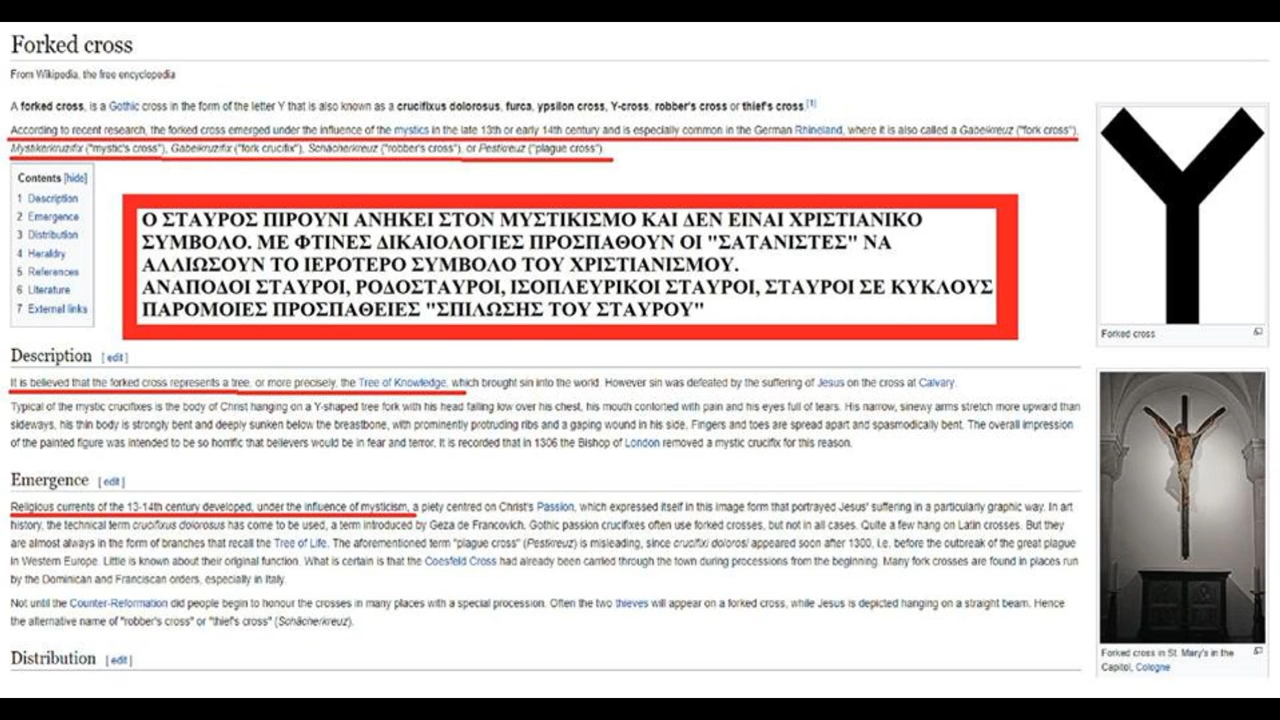 Forked cross
From Wikipedia, the free encyclopedia
A forked cross, is a Gothic cross in the form of the letter Y that is also known as a crucifixus dolorosus, furca, ypsilon cross, Y-cross, robber's cross or thief's cross.[1]
According to recent research, the forked cross emerged under the influence of the mystics in the late 13th or early 14th century and is especially common in the German Rhineland, where it is also called a Gabelkreuz ("fork cross"),
Mystikerkruzifix ("mystic's cross"), Gabelkruzifix ("fork crucifix"), Schächerkreuz ("robber's cross"), or Pestkreuz ("plague cross")
Contents [hide]
1 Description
2 Emergence
3 Distribution
4 Heraldry
5 References
6 Literature
7 External links
Ο ΣΤΑΥΡΟΣ ΠΙΡΟΥΝΙ ΑΝΗΚΕΙ ΣΤΟΝ ΜΥΣΤΙΚΙΣΜΟ ΚΑΙ ΔΕΝ ΕΙΝΑΙ ΧΡΙΣΤΙΑΝΙΚΟ
ΣΥΜΒΟΛΟ. ΜΕ ΦΤΙΝΕΣ ΔΙΚΑΙΟΛΟΓΙΕΣ ΠΡΟΣΠΑΘΟΥΝ ΟΙ "ΣΑΤΑΝΙΣΤΕΣ" ΝΑ
ΑΛΛΙΩΣΟΥΝ ΤΟ ΙΕΡΟΤΕΡΟ ΣΥΜΒΟΛΟ ΤΟΥ ΧΡΙΣΤΙΑΝΙΣΜΟΥ.
ΑΝΑΠΟΔΟΙ ΣΤΑΥΡΟΙ, ΡΟΔΟΣΤΑΥΡΟΙ, ΙΣΟΠΛΕΥΡΙΚΟΙ ΣΤΑΥΡΟΙ, ΣΤΑΥΡΟΙ ΣΕ ΚΥΚΛΟΥΣ
ΠΑΡΟΜΟΙΕΣ ΠΡΟΣΠΑΘΕΙΕΣ "ΣΠΙΛΩΣΗΣ ΤΟΥ ΣΤΑΥΡΟΥ"
Forked cross
Description [ edit ]
It is believed that the forked cross represents a tree, or more precisely, the Tree of Knowledge, which brought sin into the world. However sin was defeated by the suffering of Jesus on the cross at Calvary.
Typical of the mystic crucifixes is the body of Christ hanging on a Y-shaped tree fork with his head falling low over his chest, his mouth contorted with pain and his eyes full of tears. His narrow, sinewy arms stretch more upward than
sideways, his thin body is strongly bent and deeply sunken below the breastbone, with prominently protruding ribs and a gaping wound in his side. Fingers and toes are spread apart and spasmodically bent. The overall impression
of the painted figure was intended to be so horrific that believers would be in fear and terror. It is recorded that in 1306 the Bishop of London removed a mystic crucifix for this reason.
Emergence [ edit ]
Religious currents of the 13-14th century developed, under the influence of mysticism, a piety centred on Christ's Passion, which expressed itself in this image form that portrayed Jesus' suffering in a particularly graphic way. In art
history, the technical term crucifixus dolorosus has come to be used, a term introduced by Geza de Francovich. Gothic passion crucifixes often use forked crosses, but not in all cases. Quite a few hang on Latin crosses. But they
are almost always in the form of branches that recall the Tree of Life. The aforementioned term "plague cross" (Pestkreuz) is misleading, since crucifixi dolorosi appeared soon after 1300, i.e. before the outbreak of the great plague
in Western Europe. Little is known about their original function. What is certain is that the Coesfeld Cross had already been carried through the town during processions from the beginning. Many fork crosses are found in places run
by the Dominican and Franciscan orders, especially in Italy.
Not until the Counter-Reformation did people begin to honour the crosses in many places with a special procession. Often the two thieves will appear on a forked cross, while Jesus is depicted hanging on a straight beam. Hence
the alternative name of "robber's cross" or "thief's cross" (Schächerkreuz).
Forked cross in St. Mary's in the
Capitol, Cologne
Distribution [ edit ]